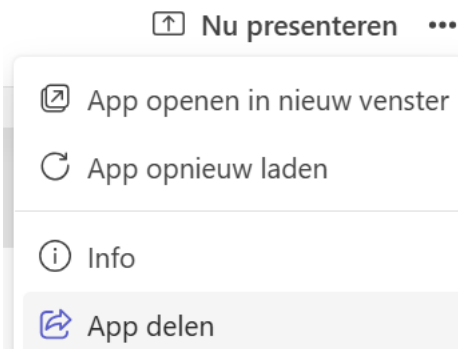 Nu presenteren
App openen in nieuw venster
App opnieuw laden
Info
App delen